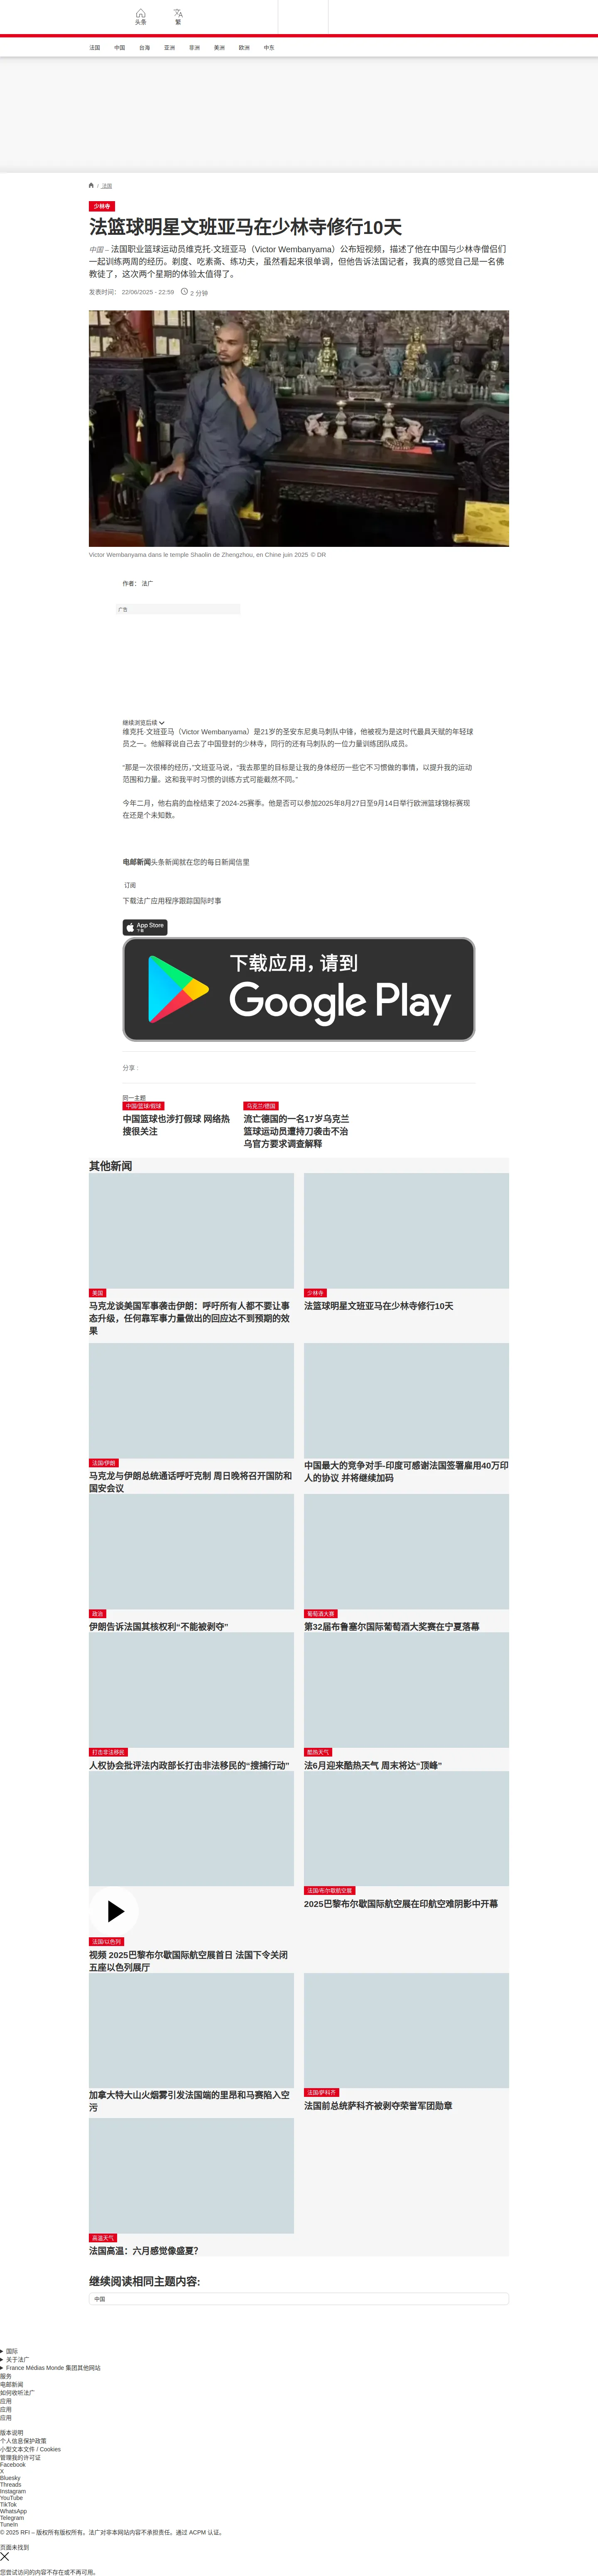 头条
繁
法国
中国
台海
亚洲
非洲
美洲
欧洲
中东
/ 法国
少林寺
法篮球明星文班亚马在少林寺修行10天
中国 – 法国职业篮球运动员维克托·文班亚马（Victor Wembanyama）公布短视频，描述了他在中国与少林寺僧侣们
一起训练两周的经历。剃度、吃素斋、练功夫，虽然看起来很单调，但他告诉法国记者，我真的感觉自己是一名佛
教徒了，这次两个星期的体验太值得了。
发表时间： 22/06/2025 - 22:59
2 分钟
Victor Wembanyama dans le temple Shaolin de Zhengzhou, en Chine juin 2025 © DR
作者： 法广
广告
继续浏览后续
维克托·文班亚马（Victor Wembanyama）是21岁的圣安东尼奥马刺队中锋，他被视为是这时代最具天赋的年轻球
员之一。他解释说自己去了中国登封的少林寺，同行的还有马刺队的一位力量训练团队成员。
“那是一次很棒的经历，”文班亚马说，“我去那里的目标是让我的身体经历一些它不习惯做的事情，以提升我的运动
范围和力量。这和我平时习惯的训练方式可能截然不同。”
今年二月，他右肩的血栓结束了2024-25赛季。他是否可以参加2025年8月27日至9月14日举行欧洲篮球锦标赛现
在还是个未知数。
电邮新闻头条新闻就在您的每日新闻信里
订阅
下载法广应用程序跟踪国际时事
App Store
下载
下载应用，请到
Google Play
分享 :
同一主题
中国/篮球/假球
中国篮球也涉打假球 网络热
搜很关注
乌克兰/德国
流亡德国的一名17岁乌克兰
篮球运动员遭持刀袭击不治
乌官方要求调查解释
其他新闻
美国
马克龙谈美国军事袭击伊朗：呼吁所有人都不要让事
态升级，任何靠军事力量做出的回应达不到预期的效
果
少林寺
法篮球明星文班亚马在少林寺修行10天
法国/伊朗
马克龙与伊朗总统通话呼吁克制 周日晚将召开国防和
国安会议
中国最大的竞争对手-印度可感谢法国签署雇用40万印
人的协议 并将继续加码
政治
伊朗告诉法国其核权利“不能被剥夺”
葡萄酒大赛
第32届布鲁塞尔国际葡萄酒大奖赛在宁夏落幕
打击非法移民
人权协会批评法内政部长打击非法移民的“搜捕行动”
酷热天气
法6月迎来酷热天气 周末将达“顶峰”
法国/以色列
视频 2025巴黎布尔歇国际航空展首日 法国下令关闭
五座以色列展厅
法国/布尔歇航空展
2025巴黎布尔歇国际航空展在印航空难阴影中开幕
加拿大特大山火烟雾引发法国端的里昂和马赛陷入空
污
法国/萨科齐
法国前总统萨科齐被剥夺荣誉军团勋章
高温天气
法国高温：六月感觉像盛夏？
继续阅读相同主题内容:
中国
国际
关于法广
France Médias Monde 集团其他网站
服务
电邮新闻
如何收听法广
应用
应用
应用
版本说明
个人信息保护政策
小型文本文件 / Cookies
管理我的许可证
Facebook
X
Bluesky
Threads
Instagram
YouTube
TikTok
WhatsApp
Telegram
TuneIn
© 2025 RFI – 版权所有版权所有。法广对非本网站内容不承担责任。通过 ACPM 认证。
页面未找到
您尝试访问的内容不存在或不再可用。